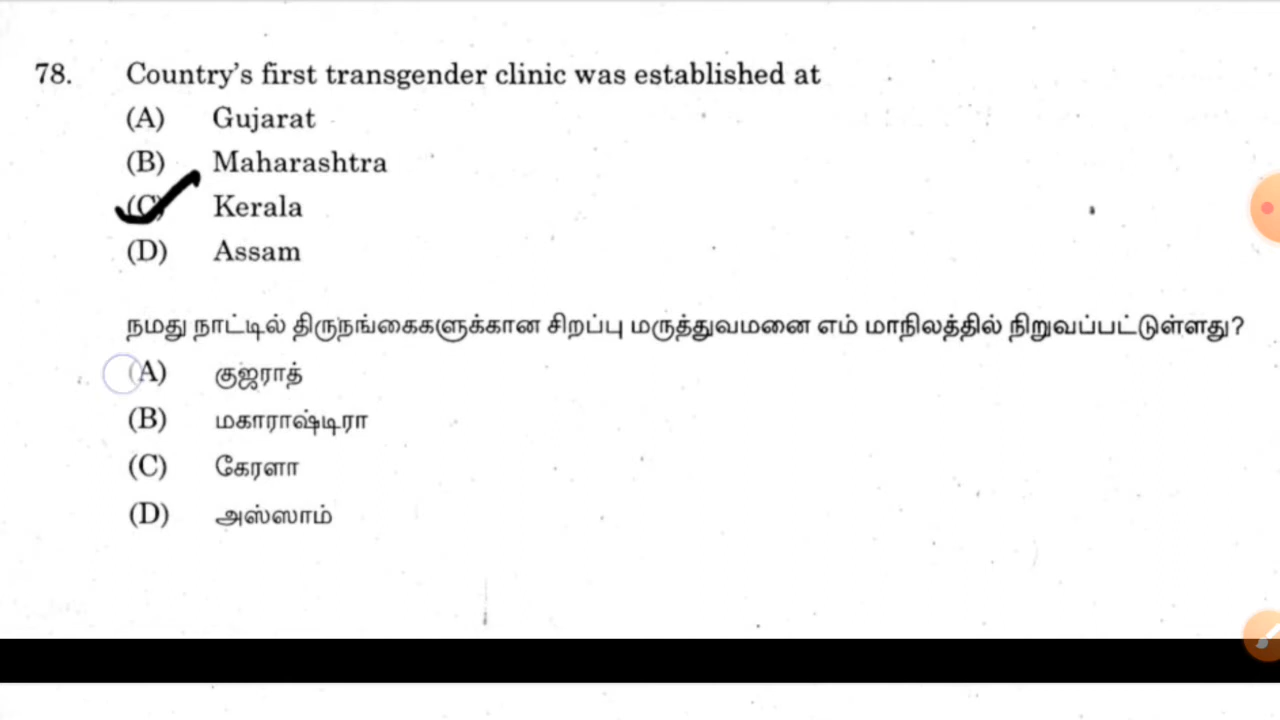 78. Country's first transgender clinic was established at
(A) Gujarat
(B) Maharashtra
(C) Kerala
(D) Assam
நமது நாட்டில் திருநங்கைகளுக்கான சிறப்பு மருத்துவமனை எம் மாநிலத்தில் நிறுவப்பட்டுள்ளது?
(A) குஜராத்
(B) மகாராஷ்டிரா
(C) கேரளா
(D) அஸ்ஸாம்